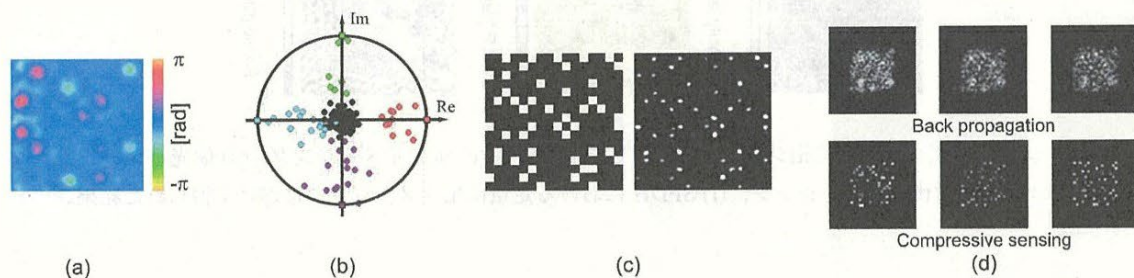 π
[rad]
-π
Im
Re
Back propagation
Compressive sensing
(a)
(b)
(c)
(d)